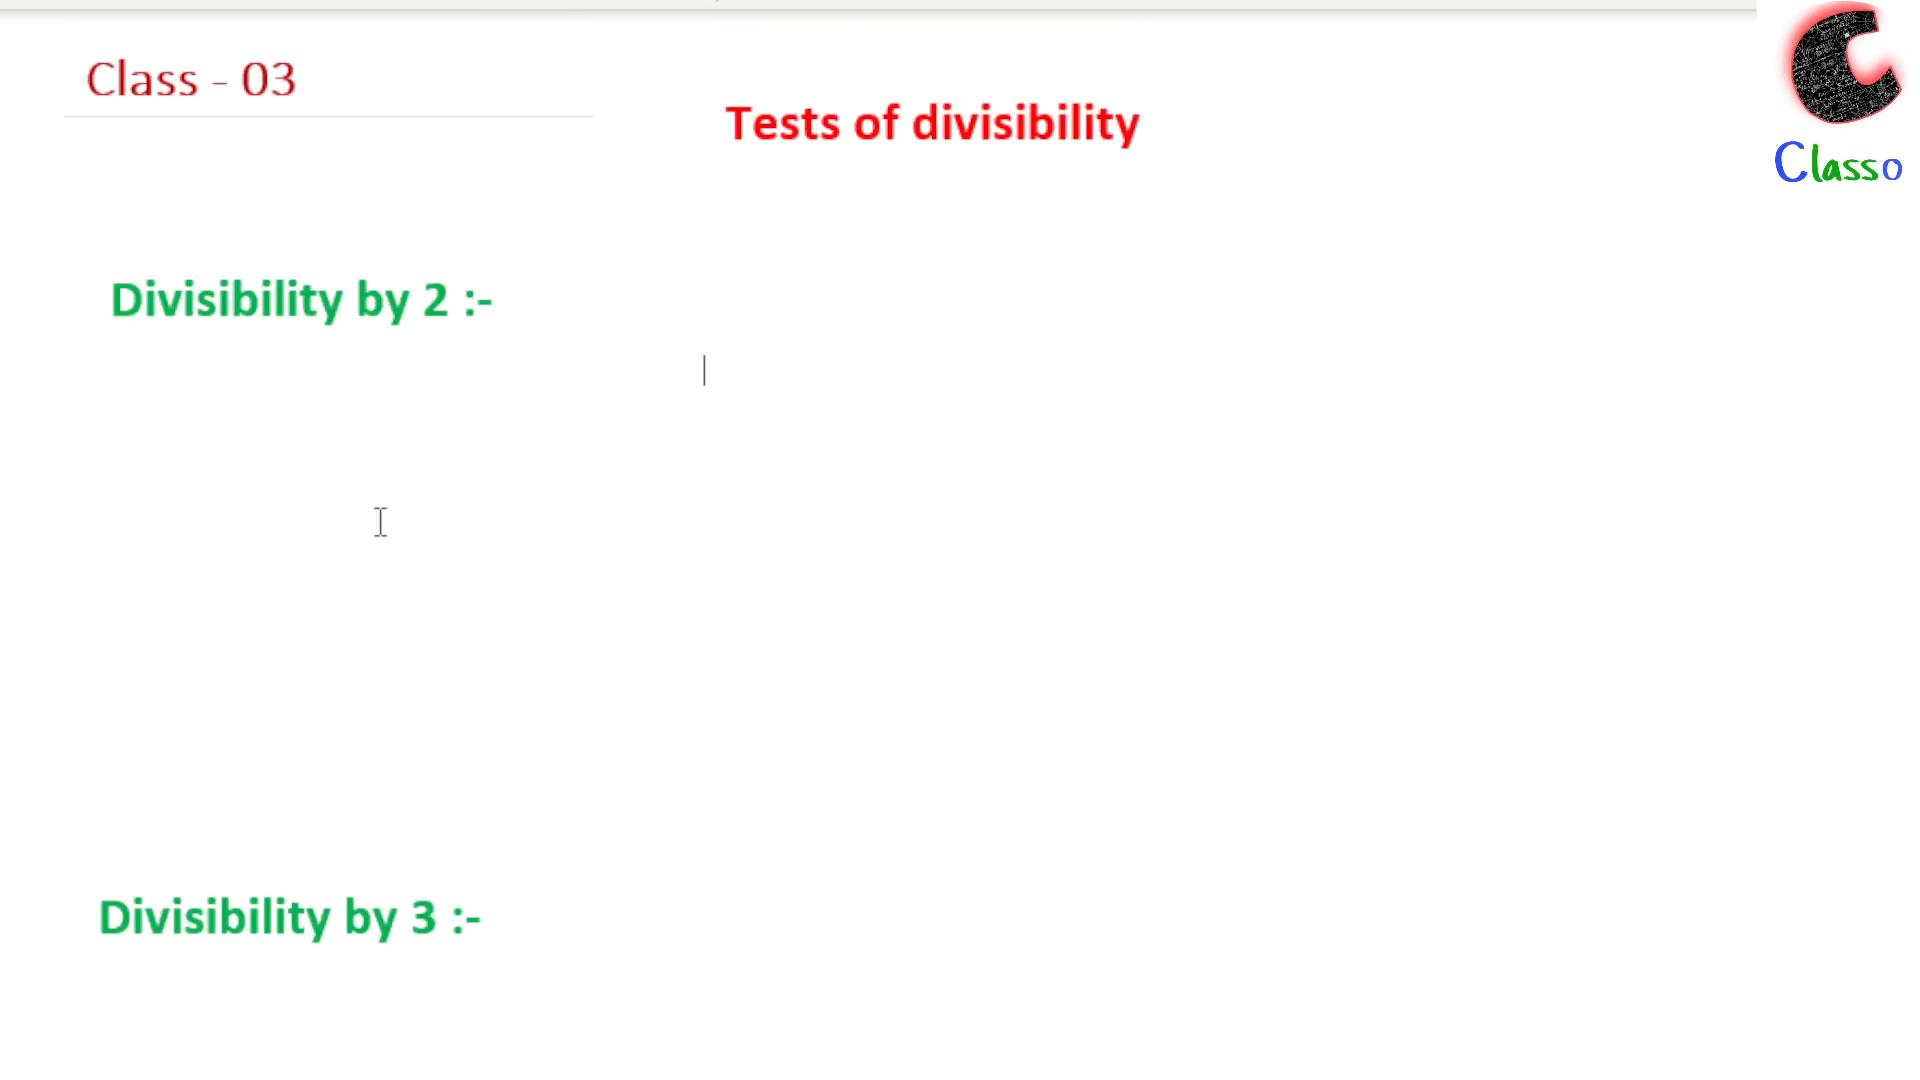 Class - 03
Tests of divisibility
Classo
Divisibility by 2 :-
Divisibility by 3 :-